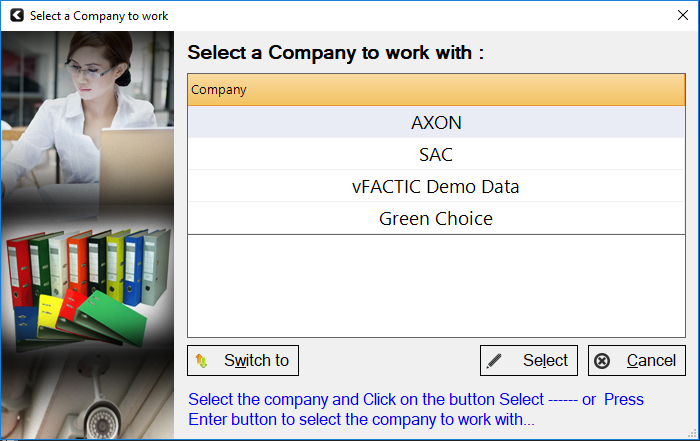 Select a Company to work
Select a Company to work with :
Company
AXON
SAC
vFACTIC Demo Data
Green Choice
Switch to
Select
Cancel
Select the company and Click on the button Select ------ or Press
Enter button to select the company to work with...